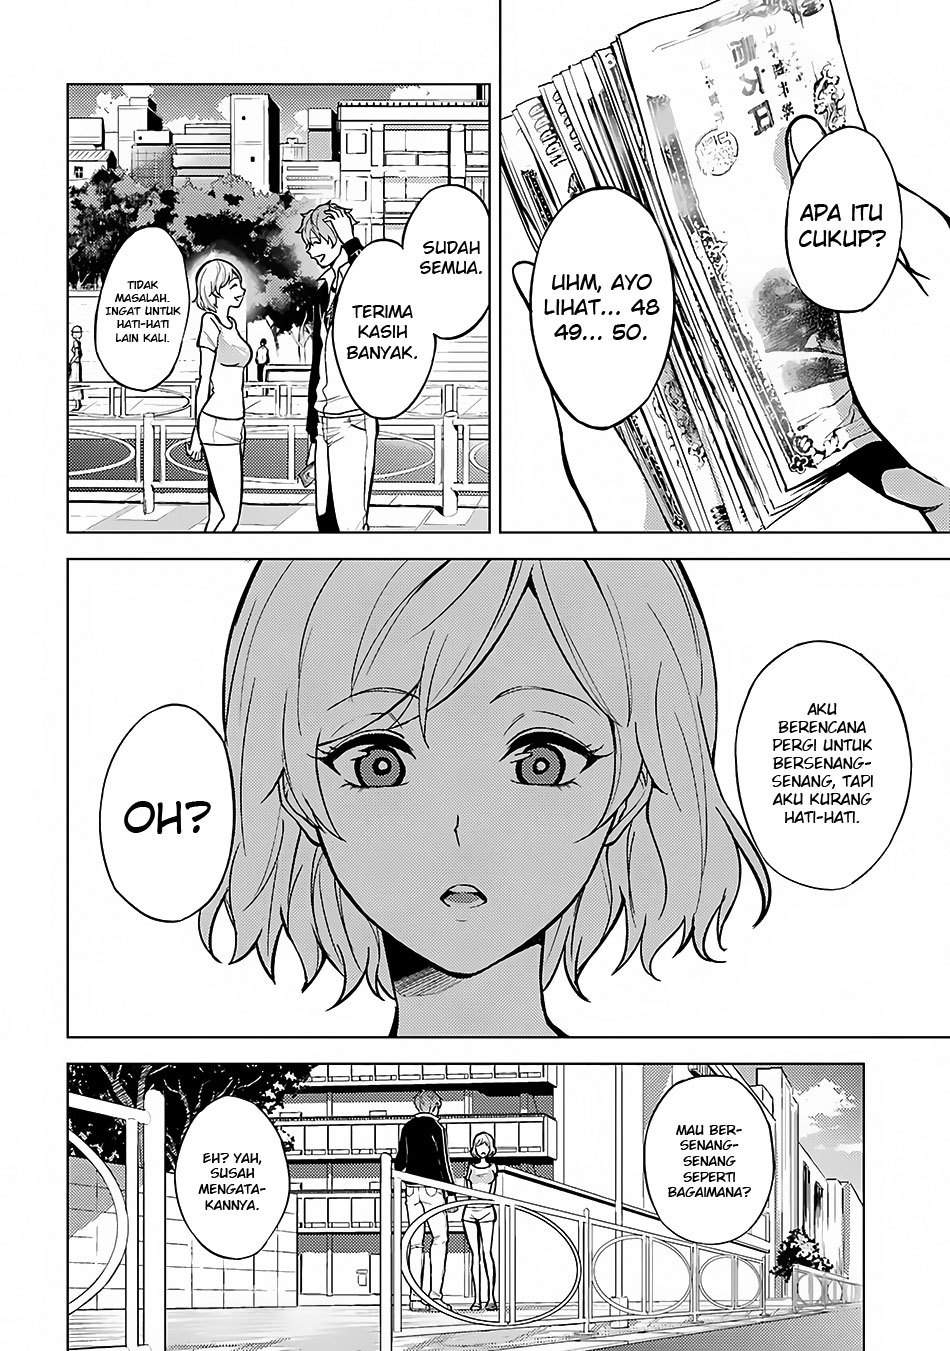 APA ITU
CUKUP?
UHM, AYO
LIHAT... 48
49... 50.
SUDAH
SEMUA.
TERIMA
KASIH
BANYAK.
TIDAK
MASALAH.
INGAT UNTUK
HATI-HATI
LAIN KALI.
AKU
BERENCANA
PERGI UNTUK
BERSENANG-
SENANG, TAPI
AKU KURANG
HATI-HATI.
OH?
MAU BER-
SENANG-
SENANG
SEPERTI
BAGAIMANA?
EH? YAH,
SUSAH
MENGATA-
KANNYA.